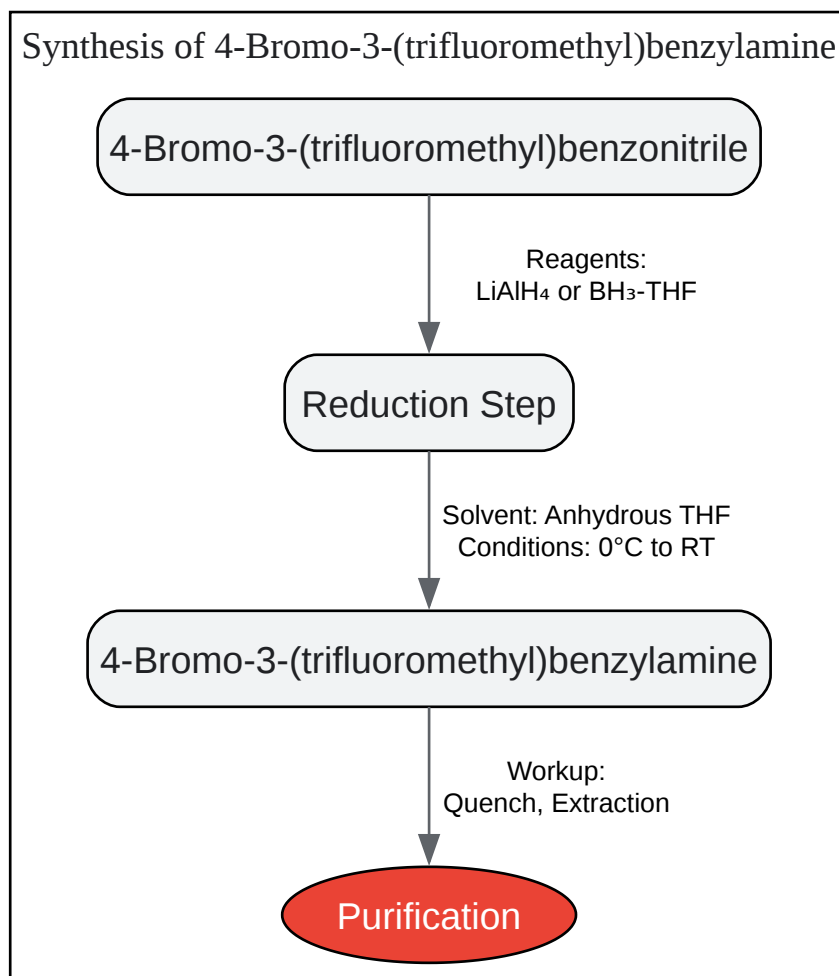 Synthesis of 4-Bromo-3-(trifluoromethyl)benzylamine
4-Bromo-3-(trifluoromethyl)benzonitrile
Reagents:
LiAlH₄ or BH₃-THF
Reduction Step
Solvent: Anhydrous THF
Conditions: 0°C to RT
4-Bromo-3-(trifluoromethyl)benzylamine
Workup:
Quench, Extraction
Purification